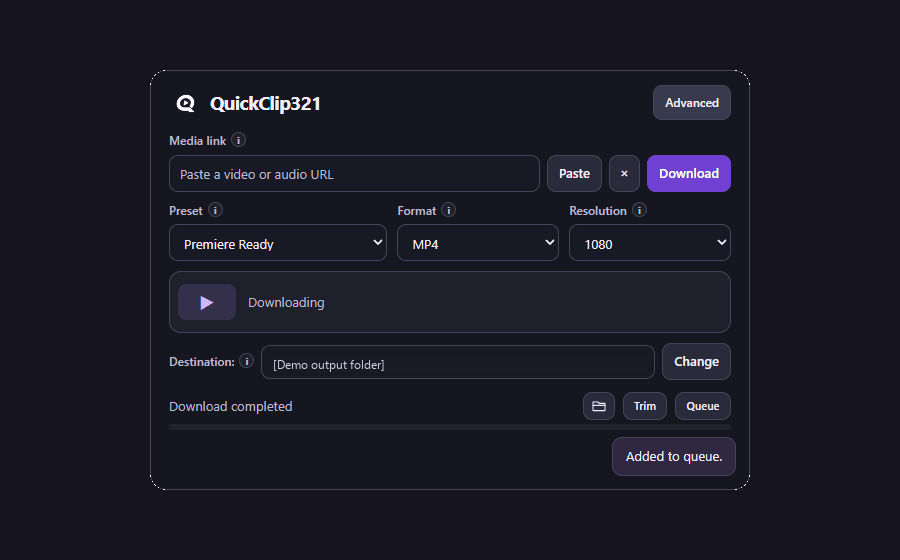 QuickClip321
Advanced
Media link i
Paste a video or audio URL
Paste
×
Download
Preset i
Format i
Resolution i
Premiere Ready
MP4
1080
Downloading
Destination: i
[Demo output folder]
Change
Download completed
Trim
Queue
Added to queue.